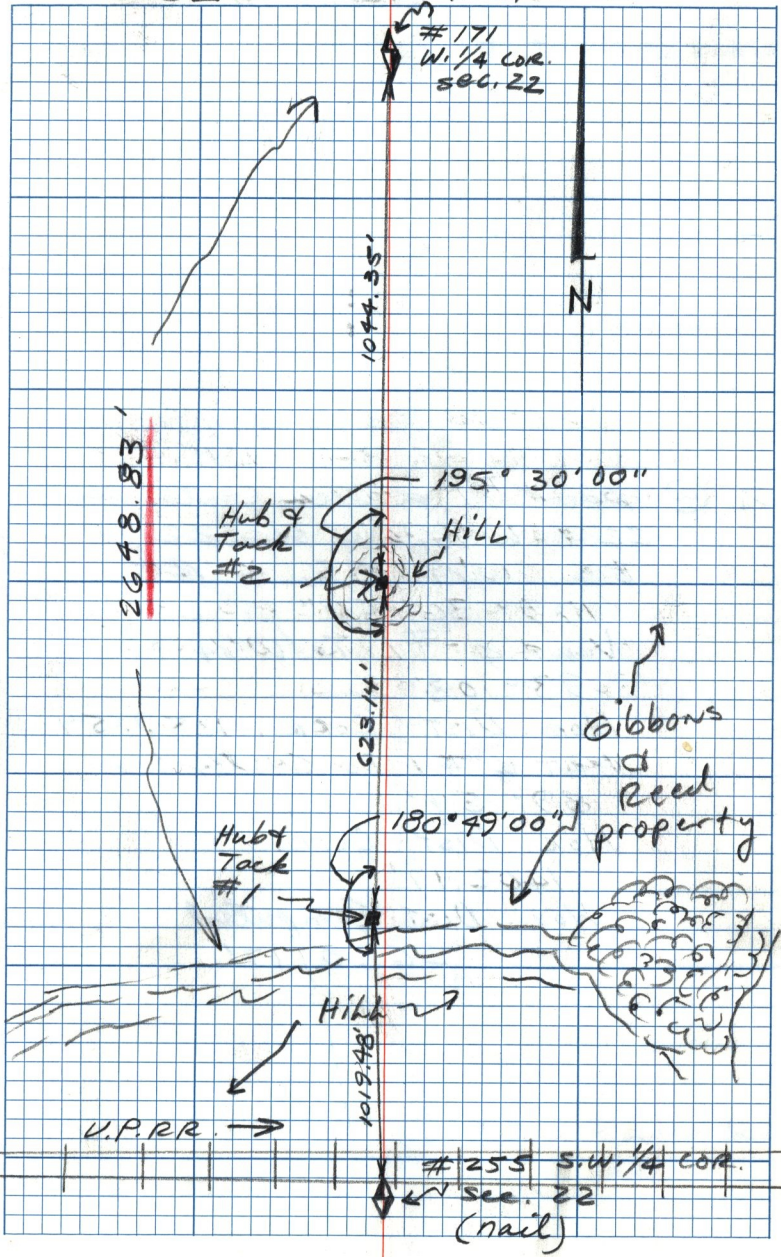 # 171
W. 1/4 COR.
sec. 22
1044.35'
N
2648.83'
195° 30' 00"
Hub &
Tack
#2
HILL
623.14'
Gibbons
&
Reed
property
180° 49' 00"
Hub &
Tack
#1
HILL
1019.48'
U.P.RR.
# 255 S.W. 1/4 COR.
sec. 22
(nail)